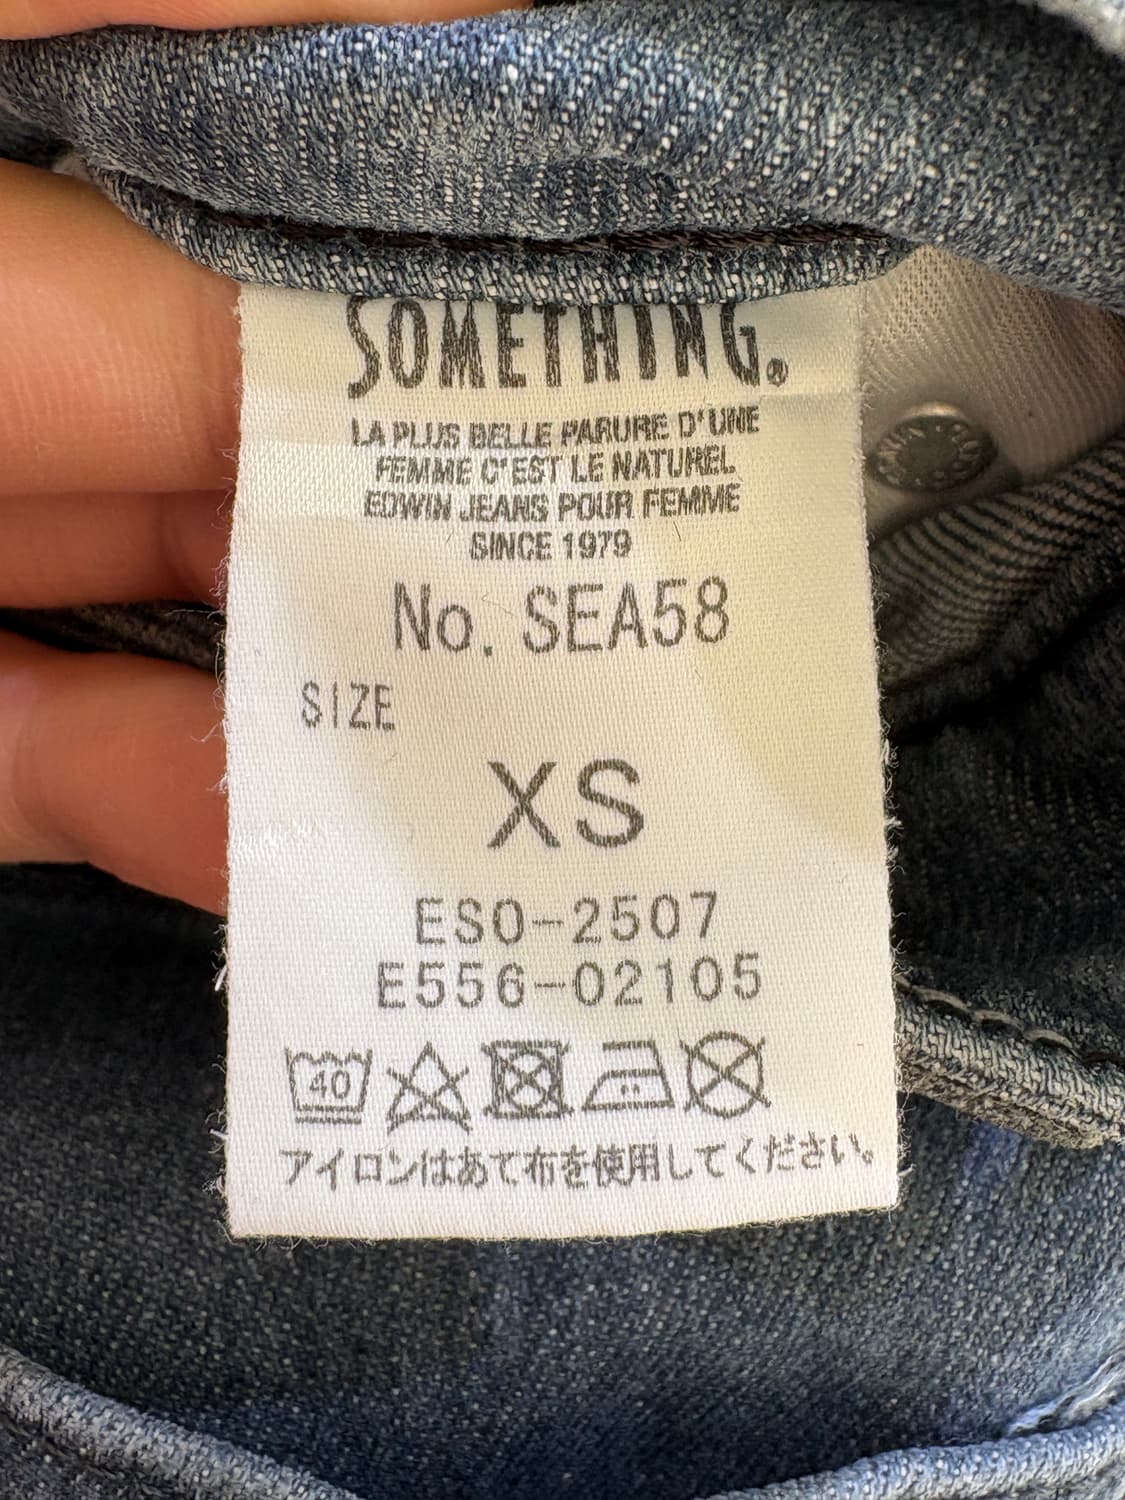 SOMETHING.®
LA PLUS BELLE PARURE D'UNE
FEMME C'EST LE NATUREL
EDWIN JEANS POUR FEMME
SINCE 1979
No. SEA58
SIZE
XS
ESO-2507
E556-02105
40
アイロンはあて布を使用してください。